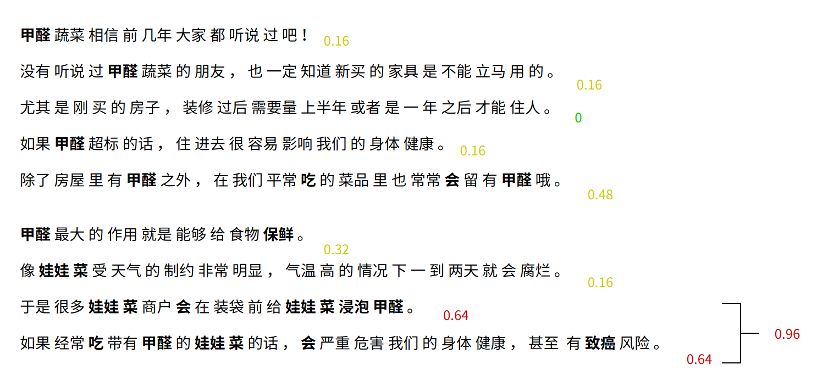 甲醛 蔬菜 相信 前 几年 大家 都 听说 过 吧 ！ 0.16
没有 听说 过 甲醛 蔬菜 的 朋友 ， 也 一定 知道 新买 的 家具 是 不能 立马 用 的 。 0.16
尤其 是 刚 买 的 房子 ， 装修 过后 需要量 上半年 或者 是 一 年 之后 才能 住人 。 0
如果 甲醛 超标 的话 ， 住 进去 很 容易 影响 我们 的 身体 健康 。 0.16
除了 房屋 里 有 甲醛 之外 ， 在 我们 平常 吃 的 菜品 里 也 常常 会 留 有 甲醛 哦 。 0.48
甲醛 最大 的 作用 就是 能够 给 食物 保鲜 。 0.32
像 娃娃 菜 受 天气 的 制约 非常 明显 ， 气温 高 的 情况 下 一 到 两天 就 会 腐烂 。 0.16
于是 很多 娃娃 菜 商户 会 在 装袋 前 给 娃娃 菜 浸泡 甲醛 。 0.64
如果 经常 吃 带有 甲醛 的 娃娃 菜 的话 ， 会 严重 危害 我们 的 身体 健康 ， 甚至 有 致癌 风险 。 0.64
0.96